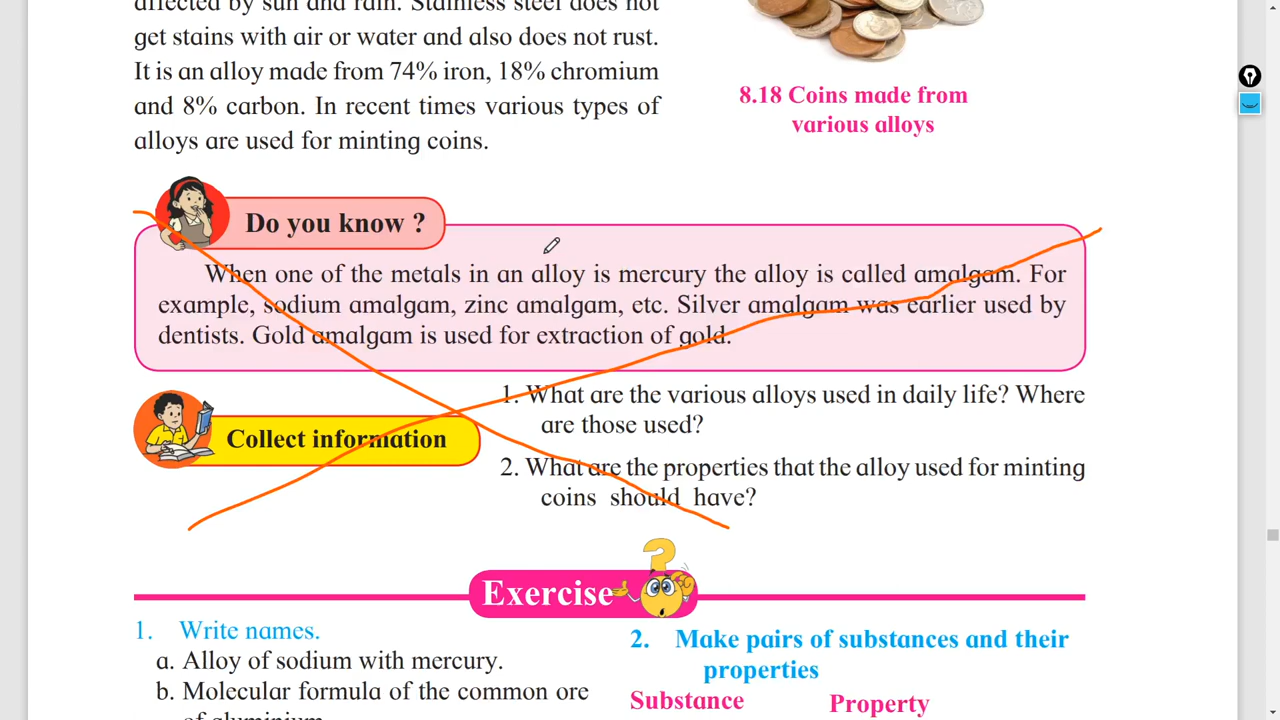 affected by sun and rain. Stainless steel does not
get stains with air or water and also does not rust.
It is an alloy made from 74% iron, 18% chromium
and 8% carbon. In recent times various types of
alloys are used for minting coins.
8.18 Coins made from
various alloys
Do you know ?
When one of the metals in an alloy is mercury the alloy is called amalgam. For
example, sodium amalgam, zinc amalgam, etc. Silver amalgam was earlier used by
dentists. Gold amalgam is used for extraction of gold.
Collect information
1. What are the various alloys used in daily life? Where
are those used?
2. What are the properties that the alloy used for minting
coins should have?
Exercise
1. Write names.
a. Alloy of sodium with mercury.
b. Molecular formula of the common ore
of aluminium.
2. Make pairs of substances and their
properties
Substance Property